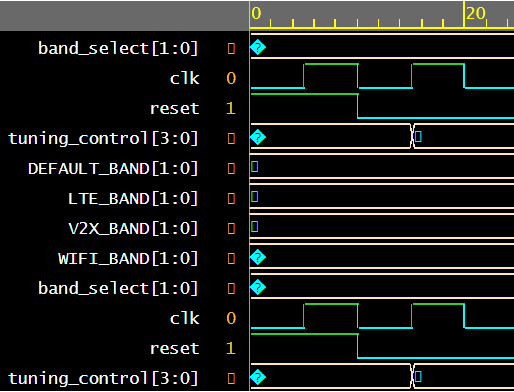 0 20
band_select[1:0]
clk 0
reset 1
tuning_control[3:0]
DEFAULT_BAND[1:0]
LTE_BAND[1:0]
V2X_BAND[1:0]
WIFI_BAND[1:0]
band_select[1:0]
clk 0
reset 1
tuning_control[3:0]